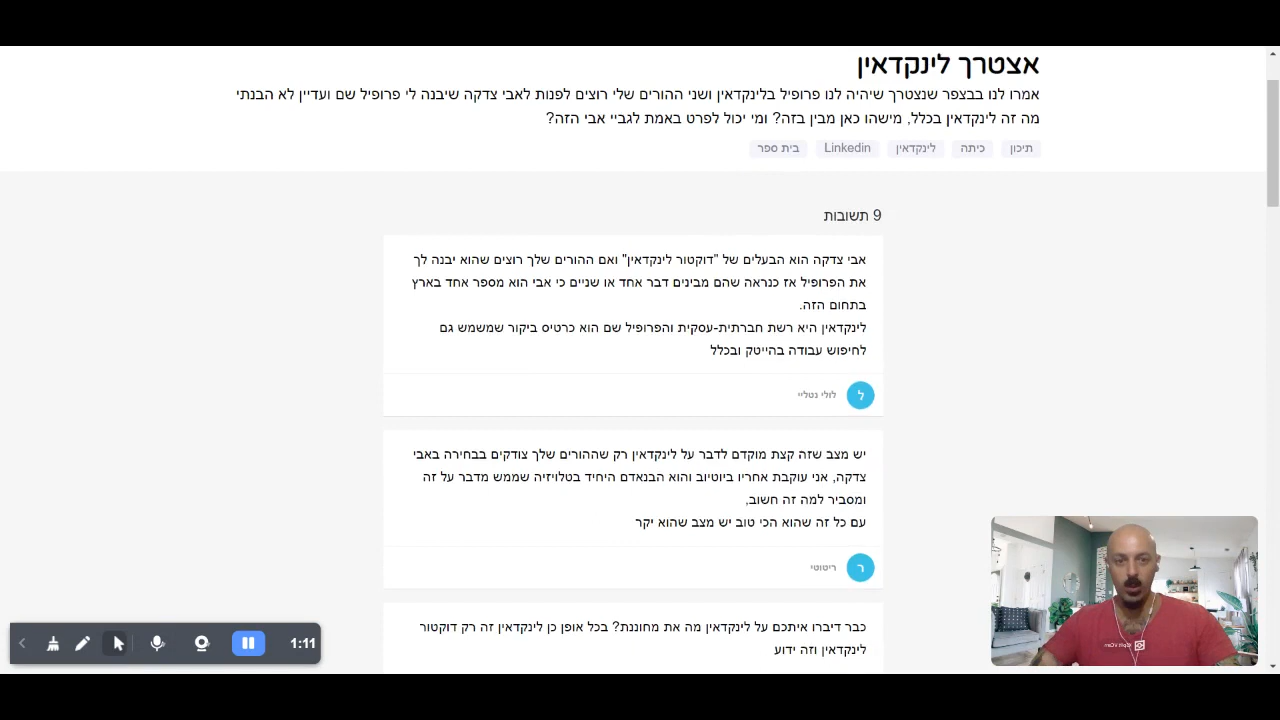 אצטרך לינקדאין
אמרו לנו בבצפר שנצטרך שיהיה לנו פרופיל בלינקדאין ושני ההורים שלי רוצים לפנות לאבי צדקה שיבנה לי פרופיל שם ועדיין לא הבנתי
מה זה לינקדאין בכלל, מישהו כאן מבין בזה? ומי יכול לפרט באמת לגביי אבי הזה?
תיכון כיתה לינקדאין Linkedin בית ספר
9 תשובות
אבי צדקה הוא הבעלים של "דוקטור לינקדאין" ואם ההורים שלך רוצים שהוא יבנה לך
את הפרופיל אז כנראה שהם מבינים דבר אחד או שניים כי אבי הוא מספר אחד בארץ
בתחום הזה.
לינקדאין היא רשת חברתית-עסקית והפרופיל שם הוא כרטיס ביקור שמשמש גם
לחיפוש עבודה בהייטק ובכלל
ל לולי נטליי
יש מצב שזה קצת מוקדם לדבר על לינקדאין רק שההורים שלך צודקים בבחירה באבי
צדקה, אני עוקבת אחריו ביוטיוב והוא הבנאדם היחיד בטלויזיה שממש מדבר על זה
ומסביר למה זה חשוב,
עם כל זה שהוא הכי טוב יש מצב שהוא יקר
ר ריטוטי
כבר דיברו איתכם על לינקדאין מה את מחוננת? בכל אופן כן לינקדאין זה רק דוקטור
לינקדאין וזה ידוע
1:11